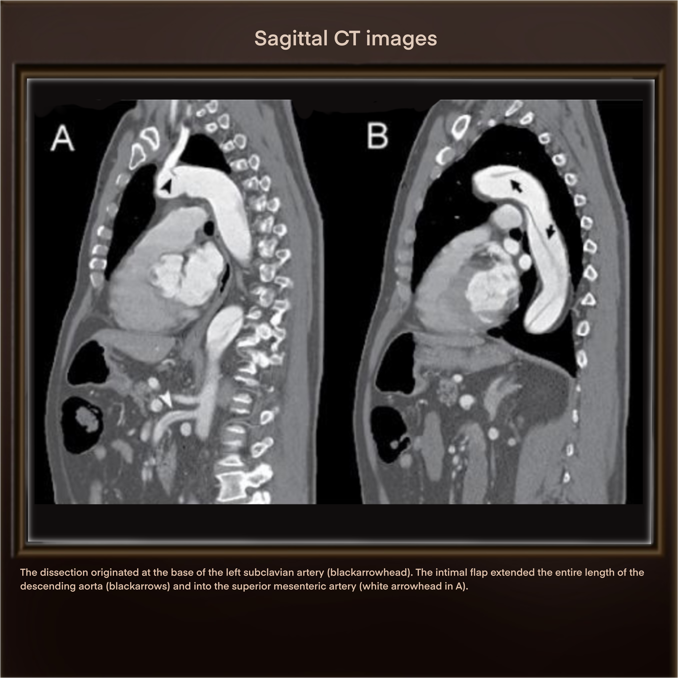 Sagittal CT images
A
B
The dissection originated at the base of the left subclavian artery (blackarrowhead). The intimal flap extended the entire length of the
descending aorta (blackarrows) and into the superior mesenteric artery (white arrowhead in A).